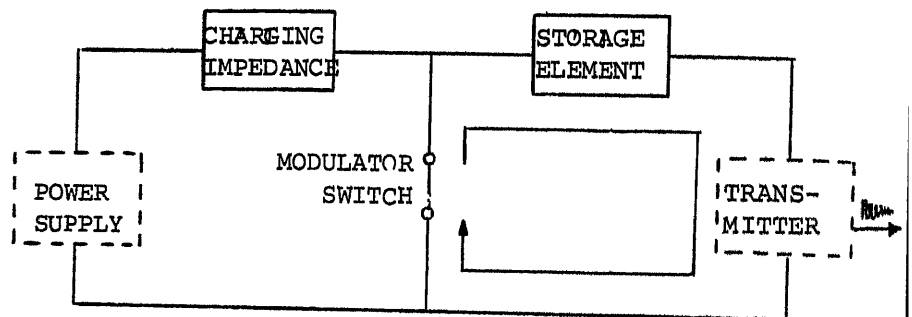 CHARGING
IMPEDANCE
STORAGE
ELEMENT
MODULATOR
SWITCH
POWER
SUPPLY
TRANS-
MITTER